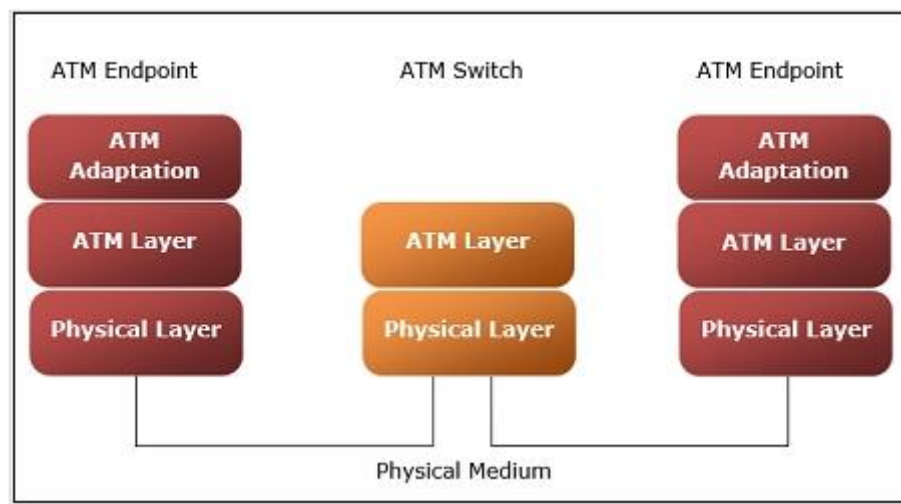 ATM Endpoint
ATM Switch
ATM Endpoint
ATM
Adaptation
ATM
Adaptation
ATM Layer
ATM Layer
ATM Layer
Physical Layer
Physical Layer
Physical Layer
Physical Medium